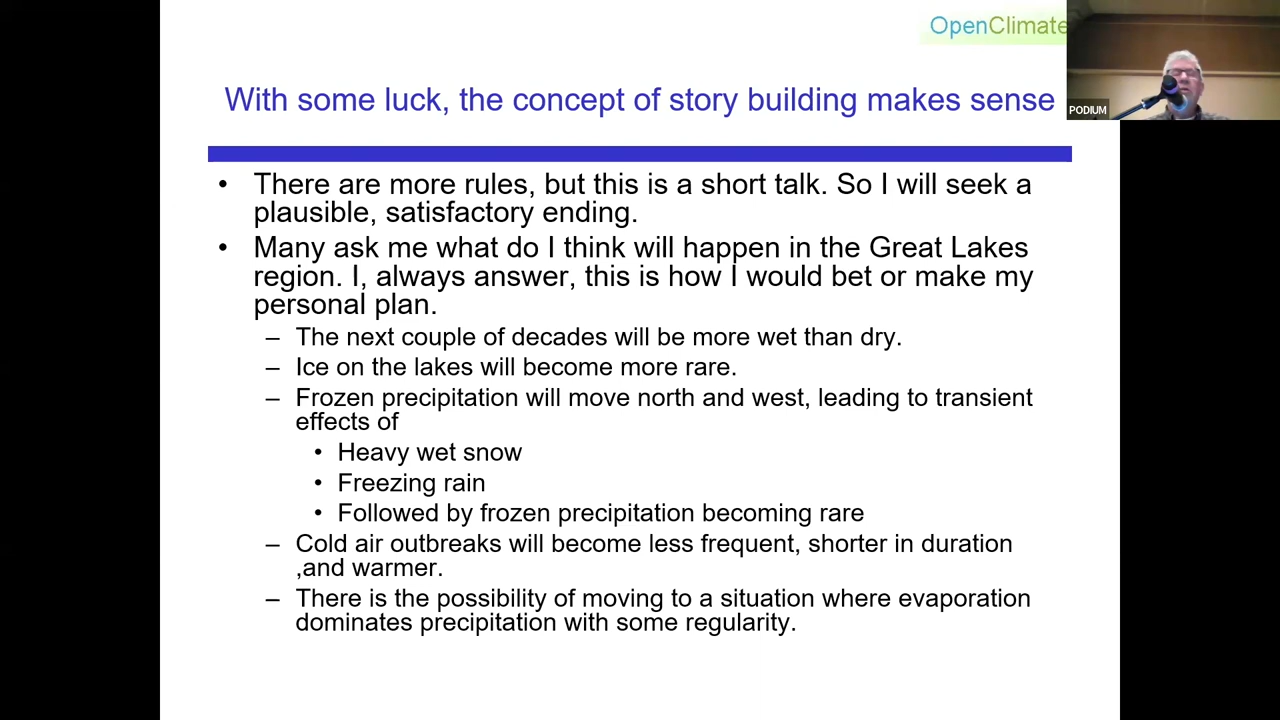 OpenClimate
PODIUM
With some luck, the concept of story building makes sense
• There are more rules, but this is a short talk. So I will seek a
plausible, satisfactory ending.
• Many ask me what do I think will happen in the Great Lakes
region. I, always answer, this is how I would bet or make my
personal plan.
– The next couple of decades will be more wet than dry.
– Ice on the lakes will become more rare.
– Frozen precipitation will move north and west, leading to transient
effects of
• Heavy wet snow
• Freezing rain
• Followed by frozen precipitation becoming rare
– Cold air outbreaks will become less frequent, shorter in duration
,and warmer.
– There is the possibility of moving to a situation where evaporation
dominates precipitation with some regularity.